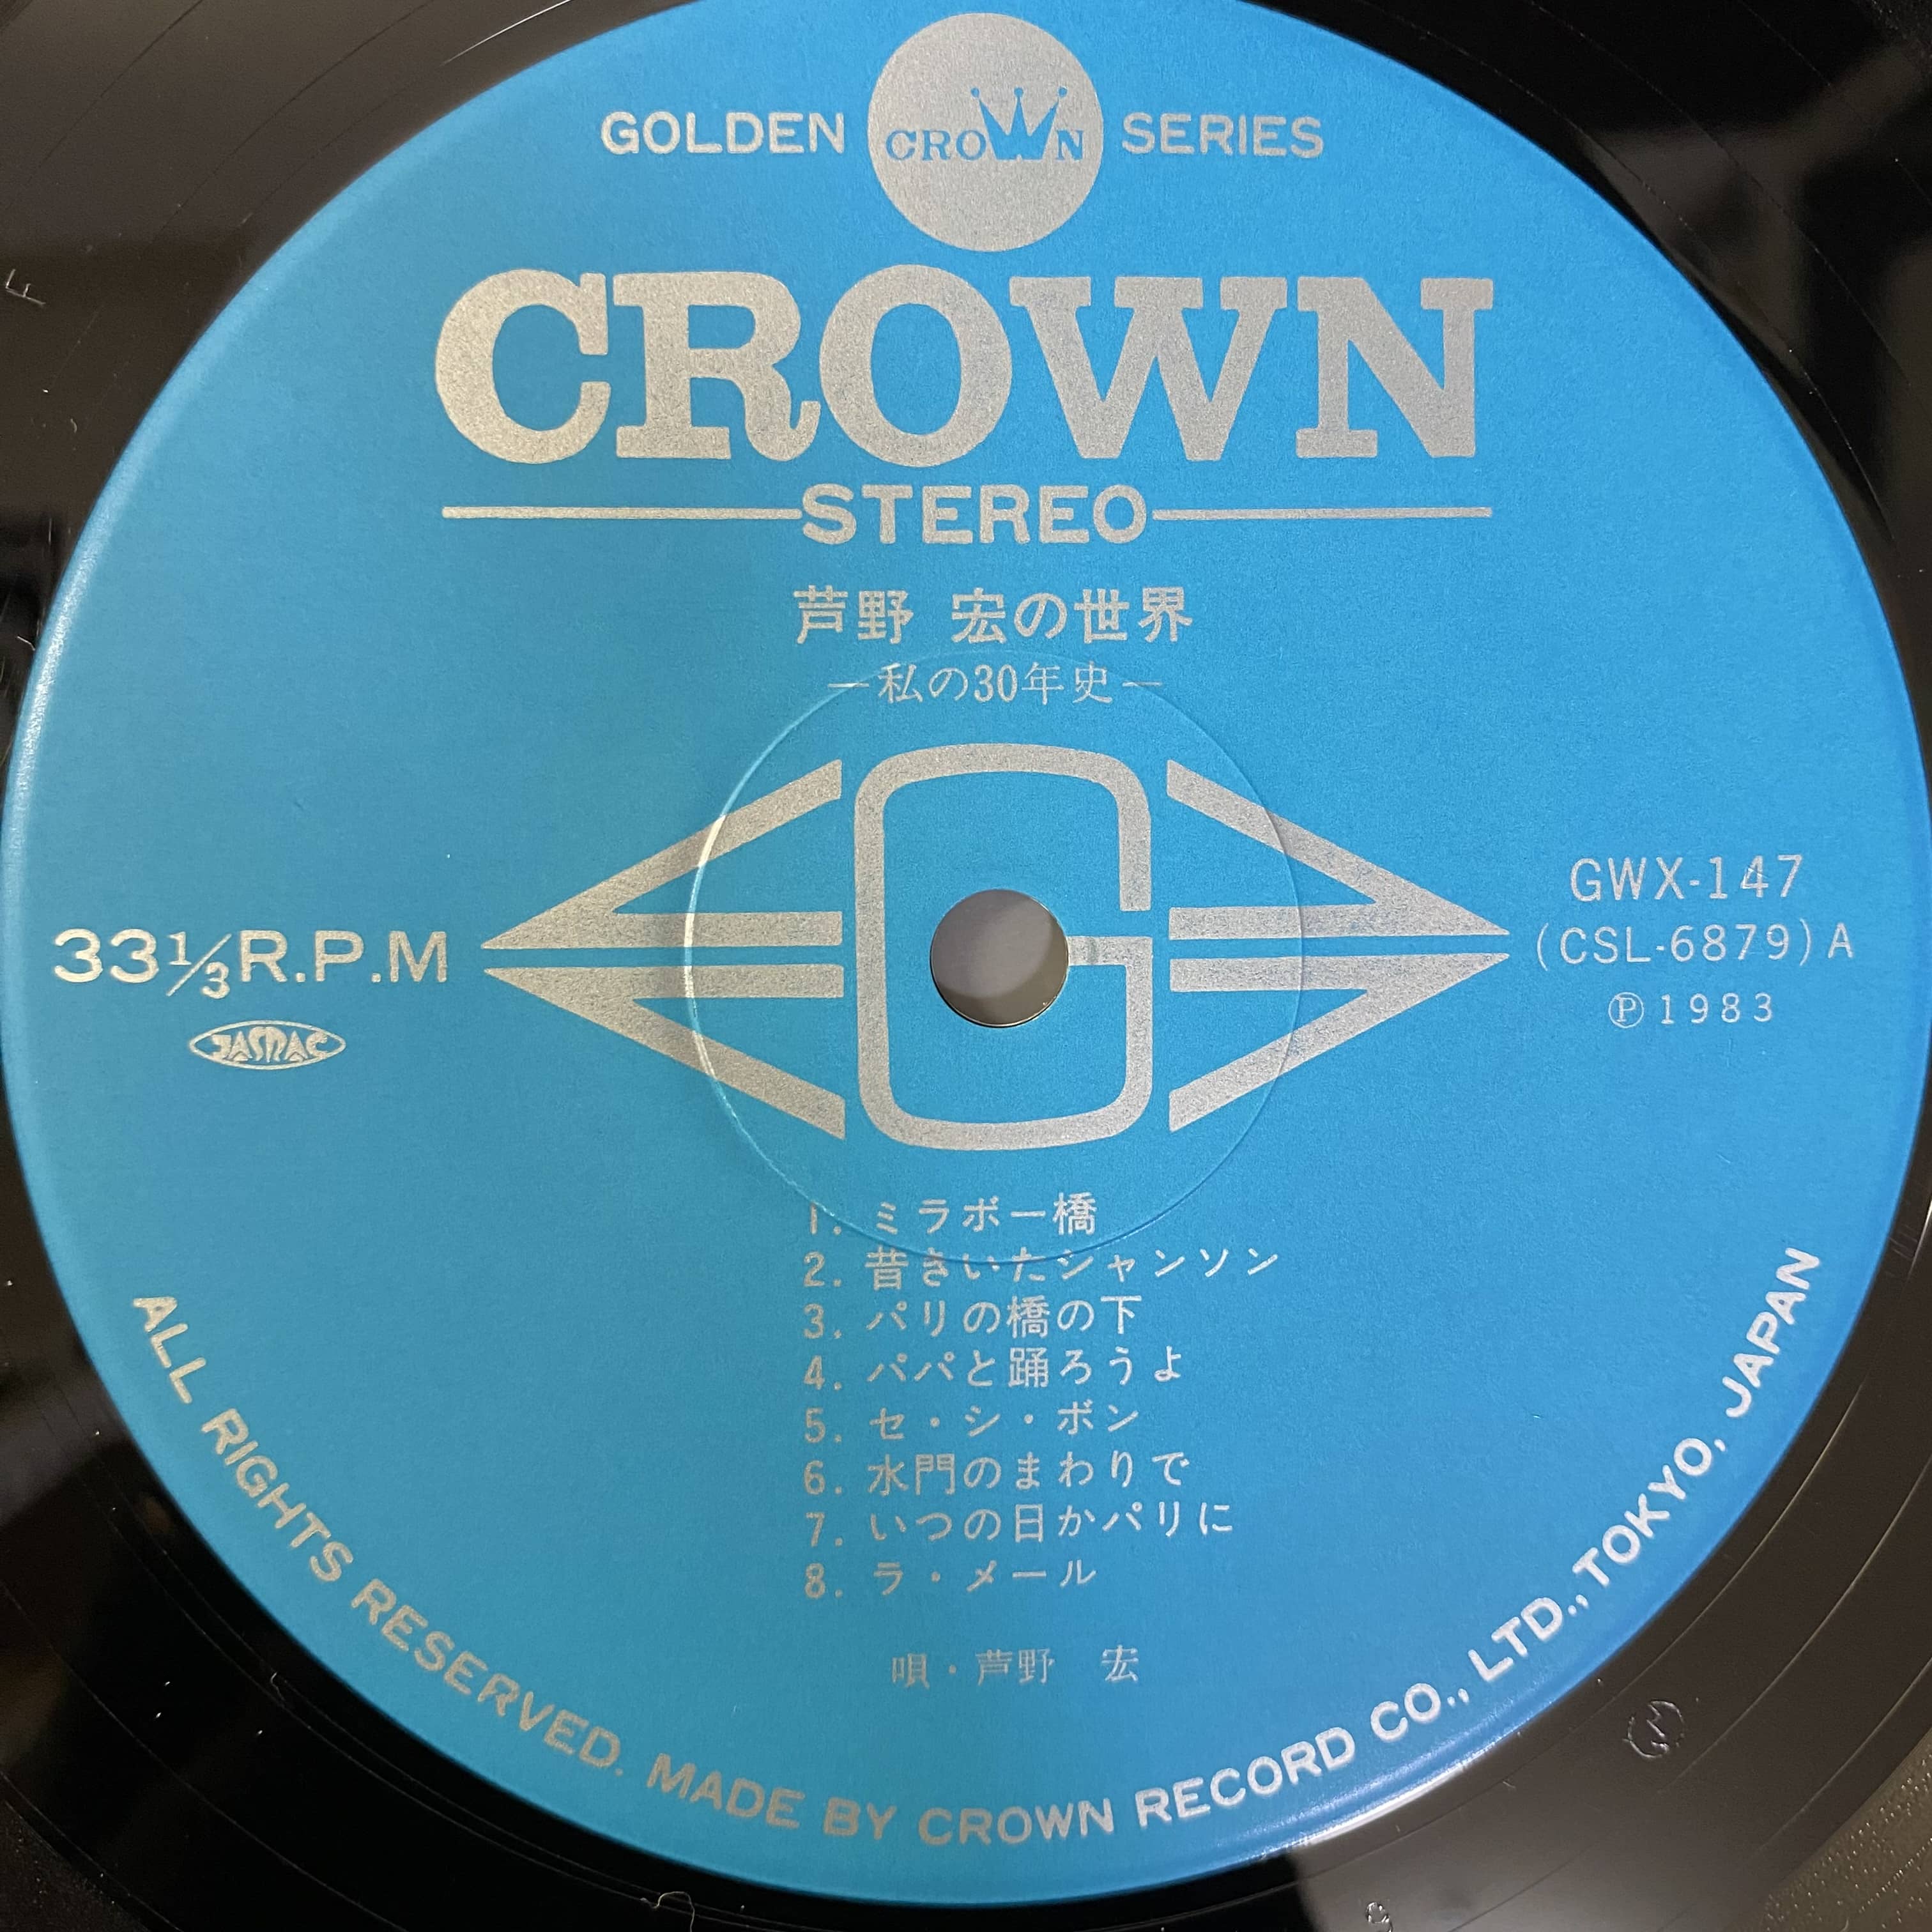 GOLDEN CROWN SERIES
CROWN
STEREO
芦野 宏の世界
—私の30年史—
G
GWX-147
(CSL-6879) A
Ⓟ1983
33⅓R.P.M
JASRAC
1. ミラボー橋
2. 昔きいたシャンソン
3. パリの橋の下
4. パパと踊ろうよ
5. セ・シ・ボン
6. 水門のまわりで
7. いつの日かパリに
8. ラ・メール
唄・芦野 宏
ALL RIGHTS RESERVED. MADE BY CROWN RECORD CO., LTD., TOKYO, JAPAN